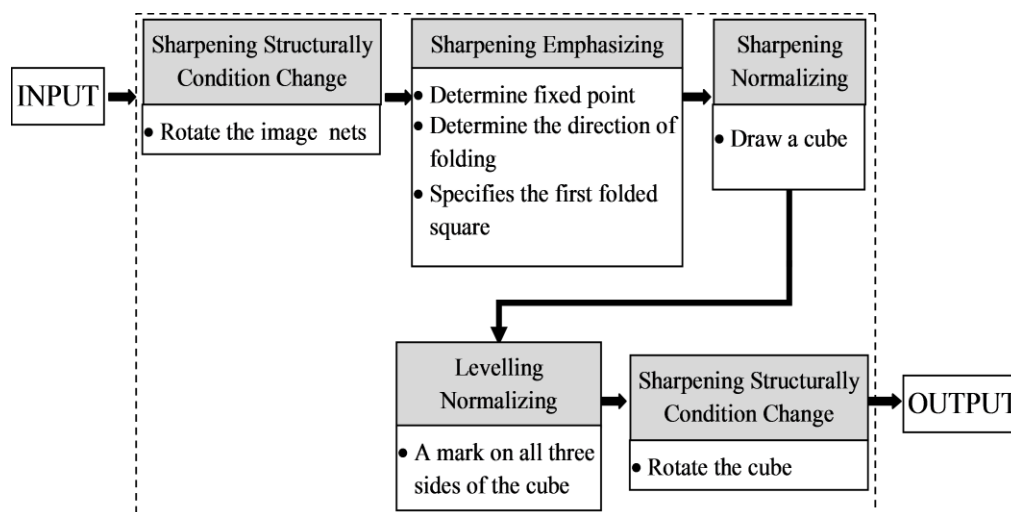 INPUT
Sharpening Structurally
Condition Change
• Rotate the image nets
Sharpening Emphasizing
• Determine fixed point
• Determine the direction of
folding
• Specifies the first folded
square
Sharpening
Normalizing
• Draw a cube
Levelling
Normalizing
• A mark on all three
sides of the cube
Sharpening Structurally
Condition Change
• Rotate the cube
OUTPUT